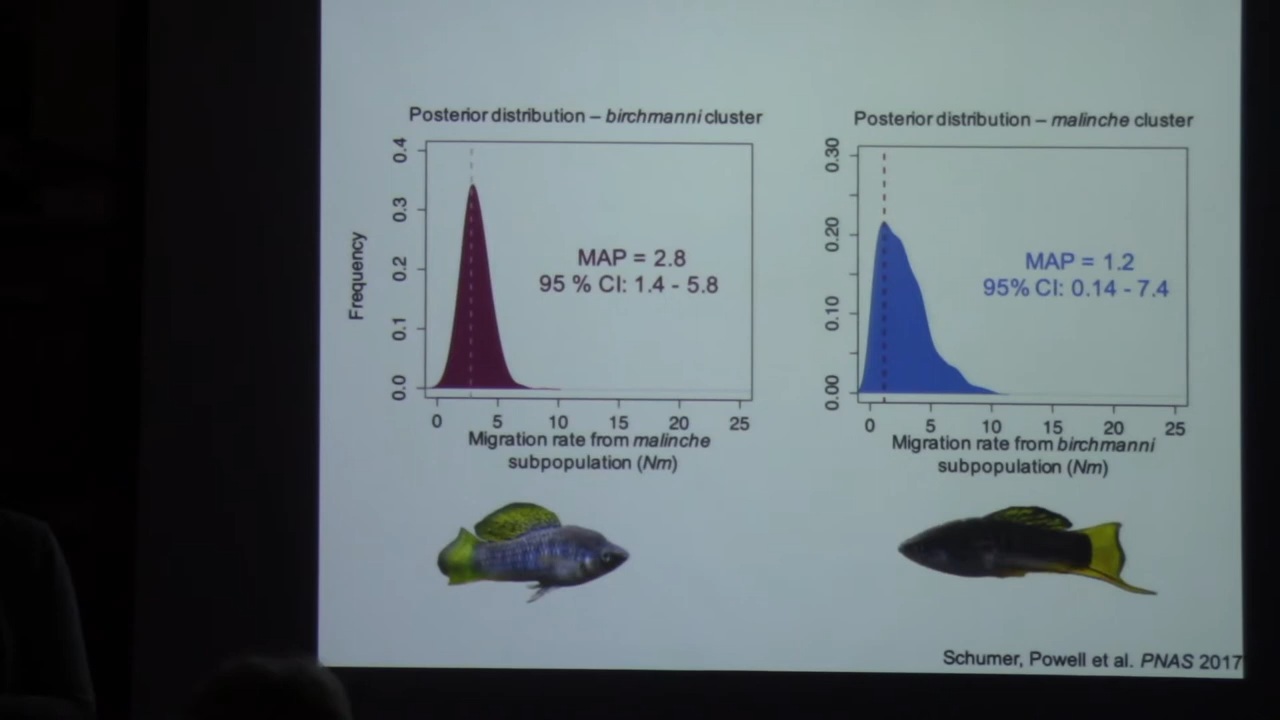 Posterior distribution – birchmanni cluster
0.4
0.3
0.2
0.1
0.0
Frequency
MAP = 2.8
95 % CI: 1.4 - 5.8
0 5 10 15 20 25
Migration rate from malinche
subpopulation (Nm)
Posterior distribution – malinche cluster
0.30
0.20
0.10
0.00
MAP = 1.2
95% CI: 0.14 - 7.4
0 5 10 15 20 25
Migration rate from birchmanni
subpopulation (Nm)
Schumer, Powell et al. PNAS 2017